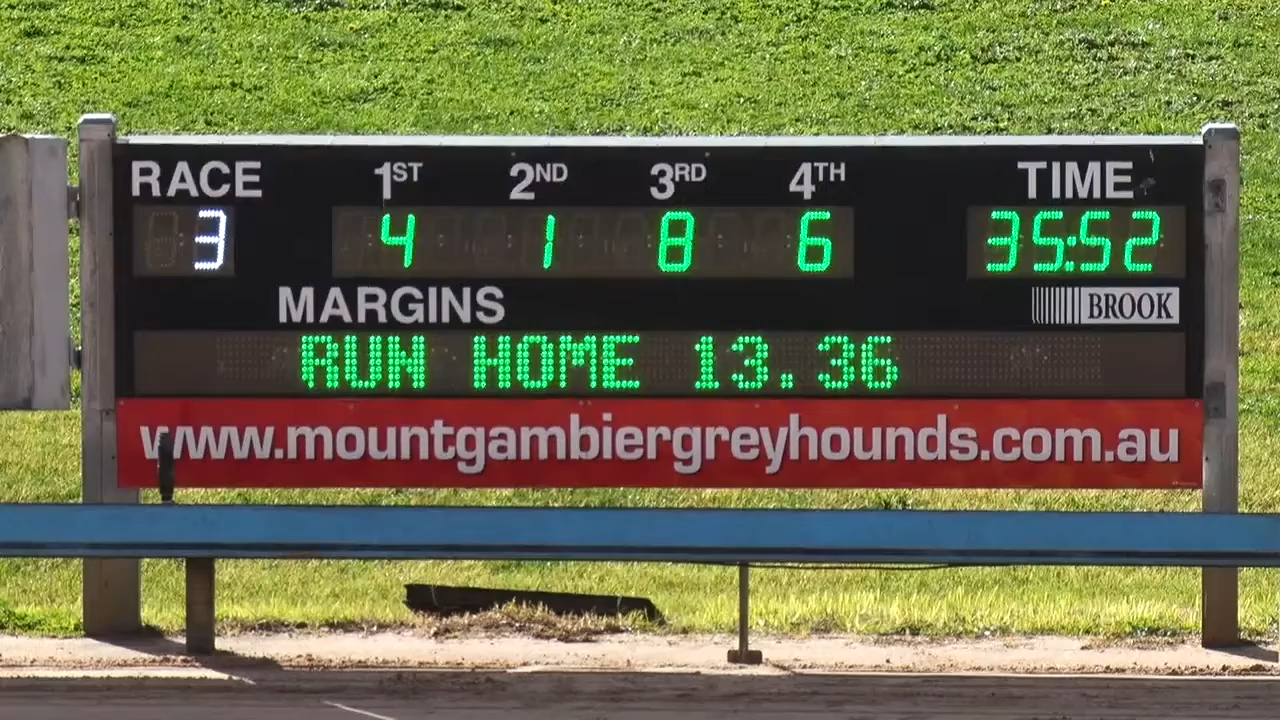 RACE 1ST 2ND 3RD 4TH TIME
3 4 1 8 6 35:52
MARGINS BROOK
RUN HOME 13.36
www.mountgambiergreyhounds.com.au